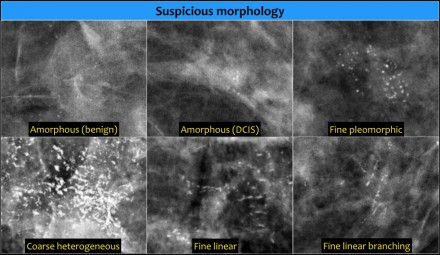 Suspicious morphology
Amorphous (benign)
Amorphous (DCIS)
Fine pleomorphic
Coarse heterogeneous
Fine linear
Fine linear branching